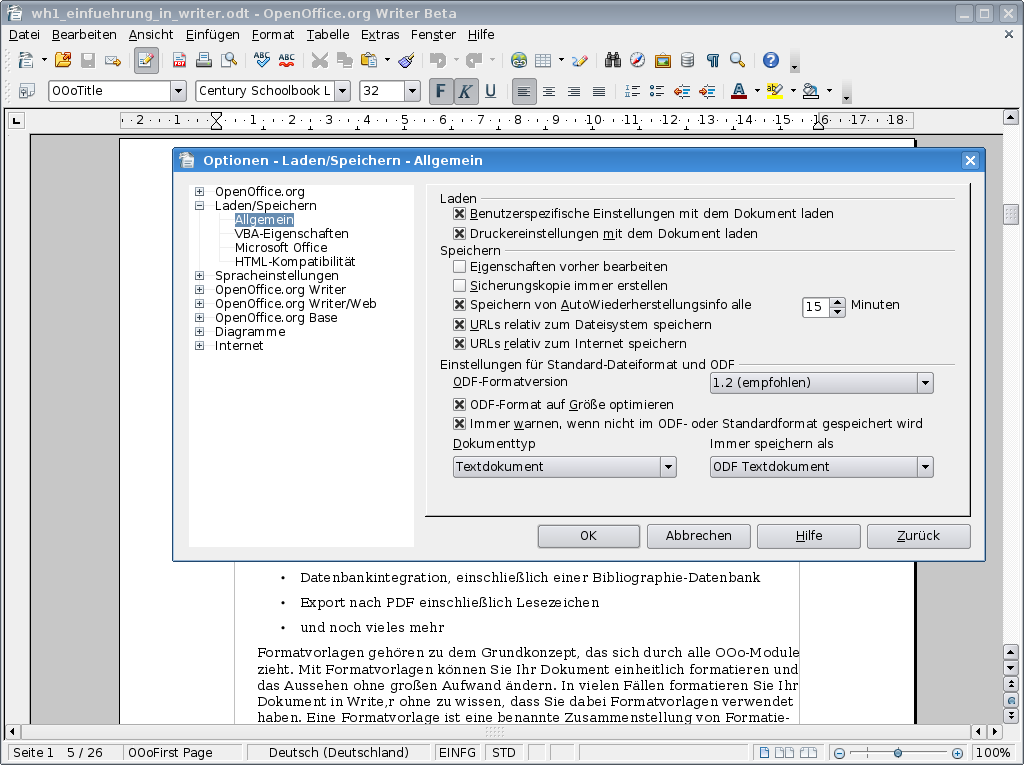 wh1_einfuehrung_in_writer.odt - OpenOffice.org Writer Beta
Datei Bearbeiten Ansicht Einfügen Format Tabelle Extras Fenster Hilfe
OOoTitle Century Schoolbook L 32 F K U
2 1 1 2 3 4 5 6 7 8 9 10 11 12 13 14 15 16 17 18
Optionen - Laden/Speichern - Allgemein
OpenOffice.org
Laden/Speichern
Allgemein
VBA-Eigenschaften
Microsoft Office
HTML-Kompatibilität
Spracheinstellungen
OpenOffice.org Writer
OpenOffice.org Writer/Web
OpenOffice.org Base
Diagramme
Internet
Laden
Benutzerspezifische Einstellungen mit dem Dokument laden
Druckereinstellungen mit dem Dokument laden
Speichern
Eigenschaften vorher bearbeiten
Sicherungskopie immer erstellen
Speichern von AutoWiederherstellungsinfo alle 15 Minuten
URLs relativ zum Dateisystem speichern
URLs relativ zum Internet speichern
Einstellungen für Standard-Dateiformat und ODF
ODF-Formatversion 1.2 (empfohlen)
ODF-Format auf Größe optimieren
Immer warnen, wenn nicht im ODF- oder Standardformat gespeichert wird
Dokumenttyp Immer speichern als
Textdokument ODF Textdokument
OK Abbrechen Hilfe Zurück
• Datenbankintegration, einschließlich einer Bibliographie-Datenbank
• Export nach PDF einschließlich Lesezeichen
• und noch vieles mehr
Formatvorlagen gehören zu dem Grundkonzept, das sich durch alle OOo-Module
zieht. Mit Formatvorlagen können Sie Ihr Dokument einheitlich formatieren und
das Aussehen ohne großen Aufwand ändern. In vielen Fällen formatieren Sie Ihr
Dokument in Write,r ohne zu wissen, dass Sie dabei Formatvorlagen verwendet
haben. Eine Formatvorlage ist eine benannte Zusammenstellung von Formatie-
Seite 1 5 / 26 OOoFirst Page Deutsch (Deutschland) EINFG STD 100%